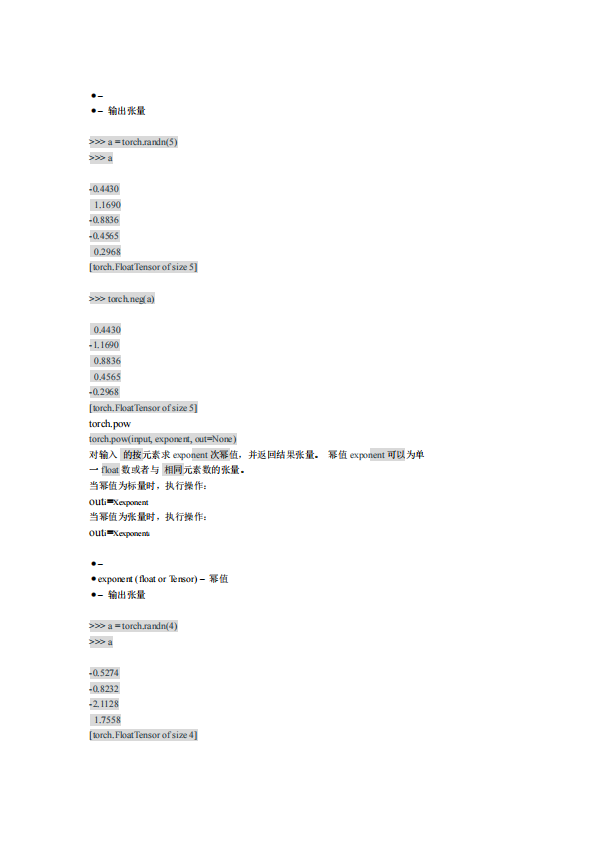 ● –
● – 输出张量
>>> a = torch.randn(5)
>>> a
-0.4430
1.1690
-0.8836
-0.4565
0.2968
[torch.FloatTensor of size 5]
>>> torch.neg(a)
0.4430
-1.1690
0.8836
0.4565
-0.2968
[torch.FloatTensor of size 5]
torch.pow
torch.pow(input, exponent, out=None)
对输入 的按元素求 exponent 次幂值，并返回结果张量。 幂值 exponent 可以为单
一 float 数或者与 相同元素数的张量。
当幂值为标量时，执行操作：
outi=xexponent
当幂值为张量时，执行操作：
outi=xexponenti
● –
● exponent (float or Tensor) – 幂值
● – 输出张量
>>> a = torch.randn(4)
>>> a
-0.5274
-0.8232
-2.1128
1.7558
[torch.FloatTensor of size 4]